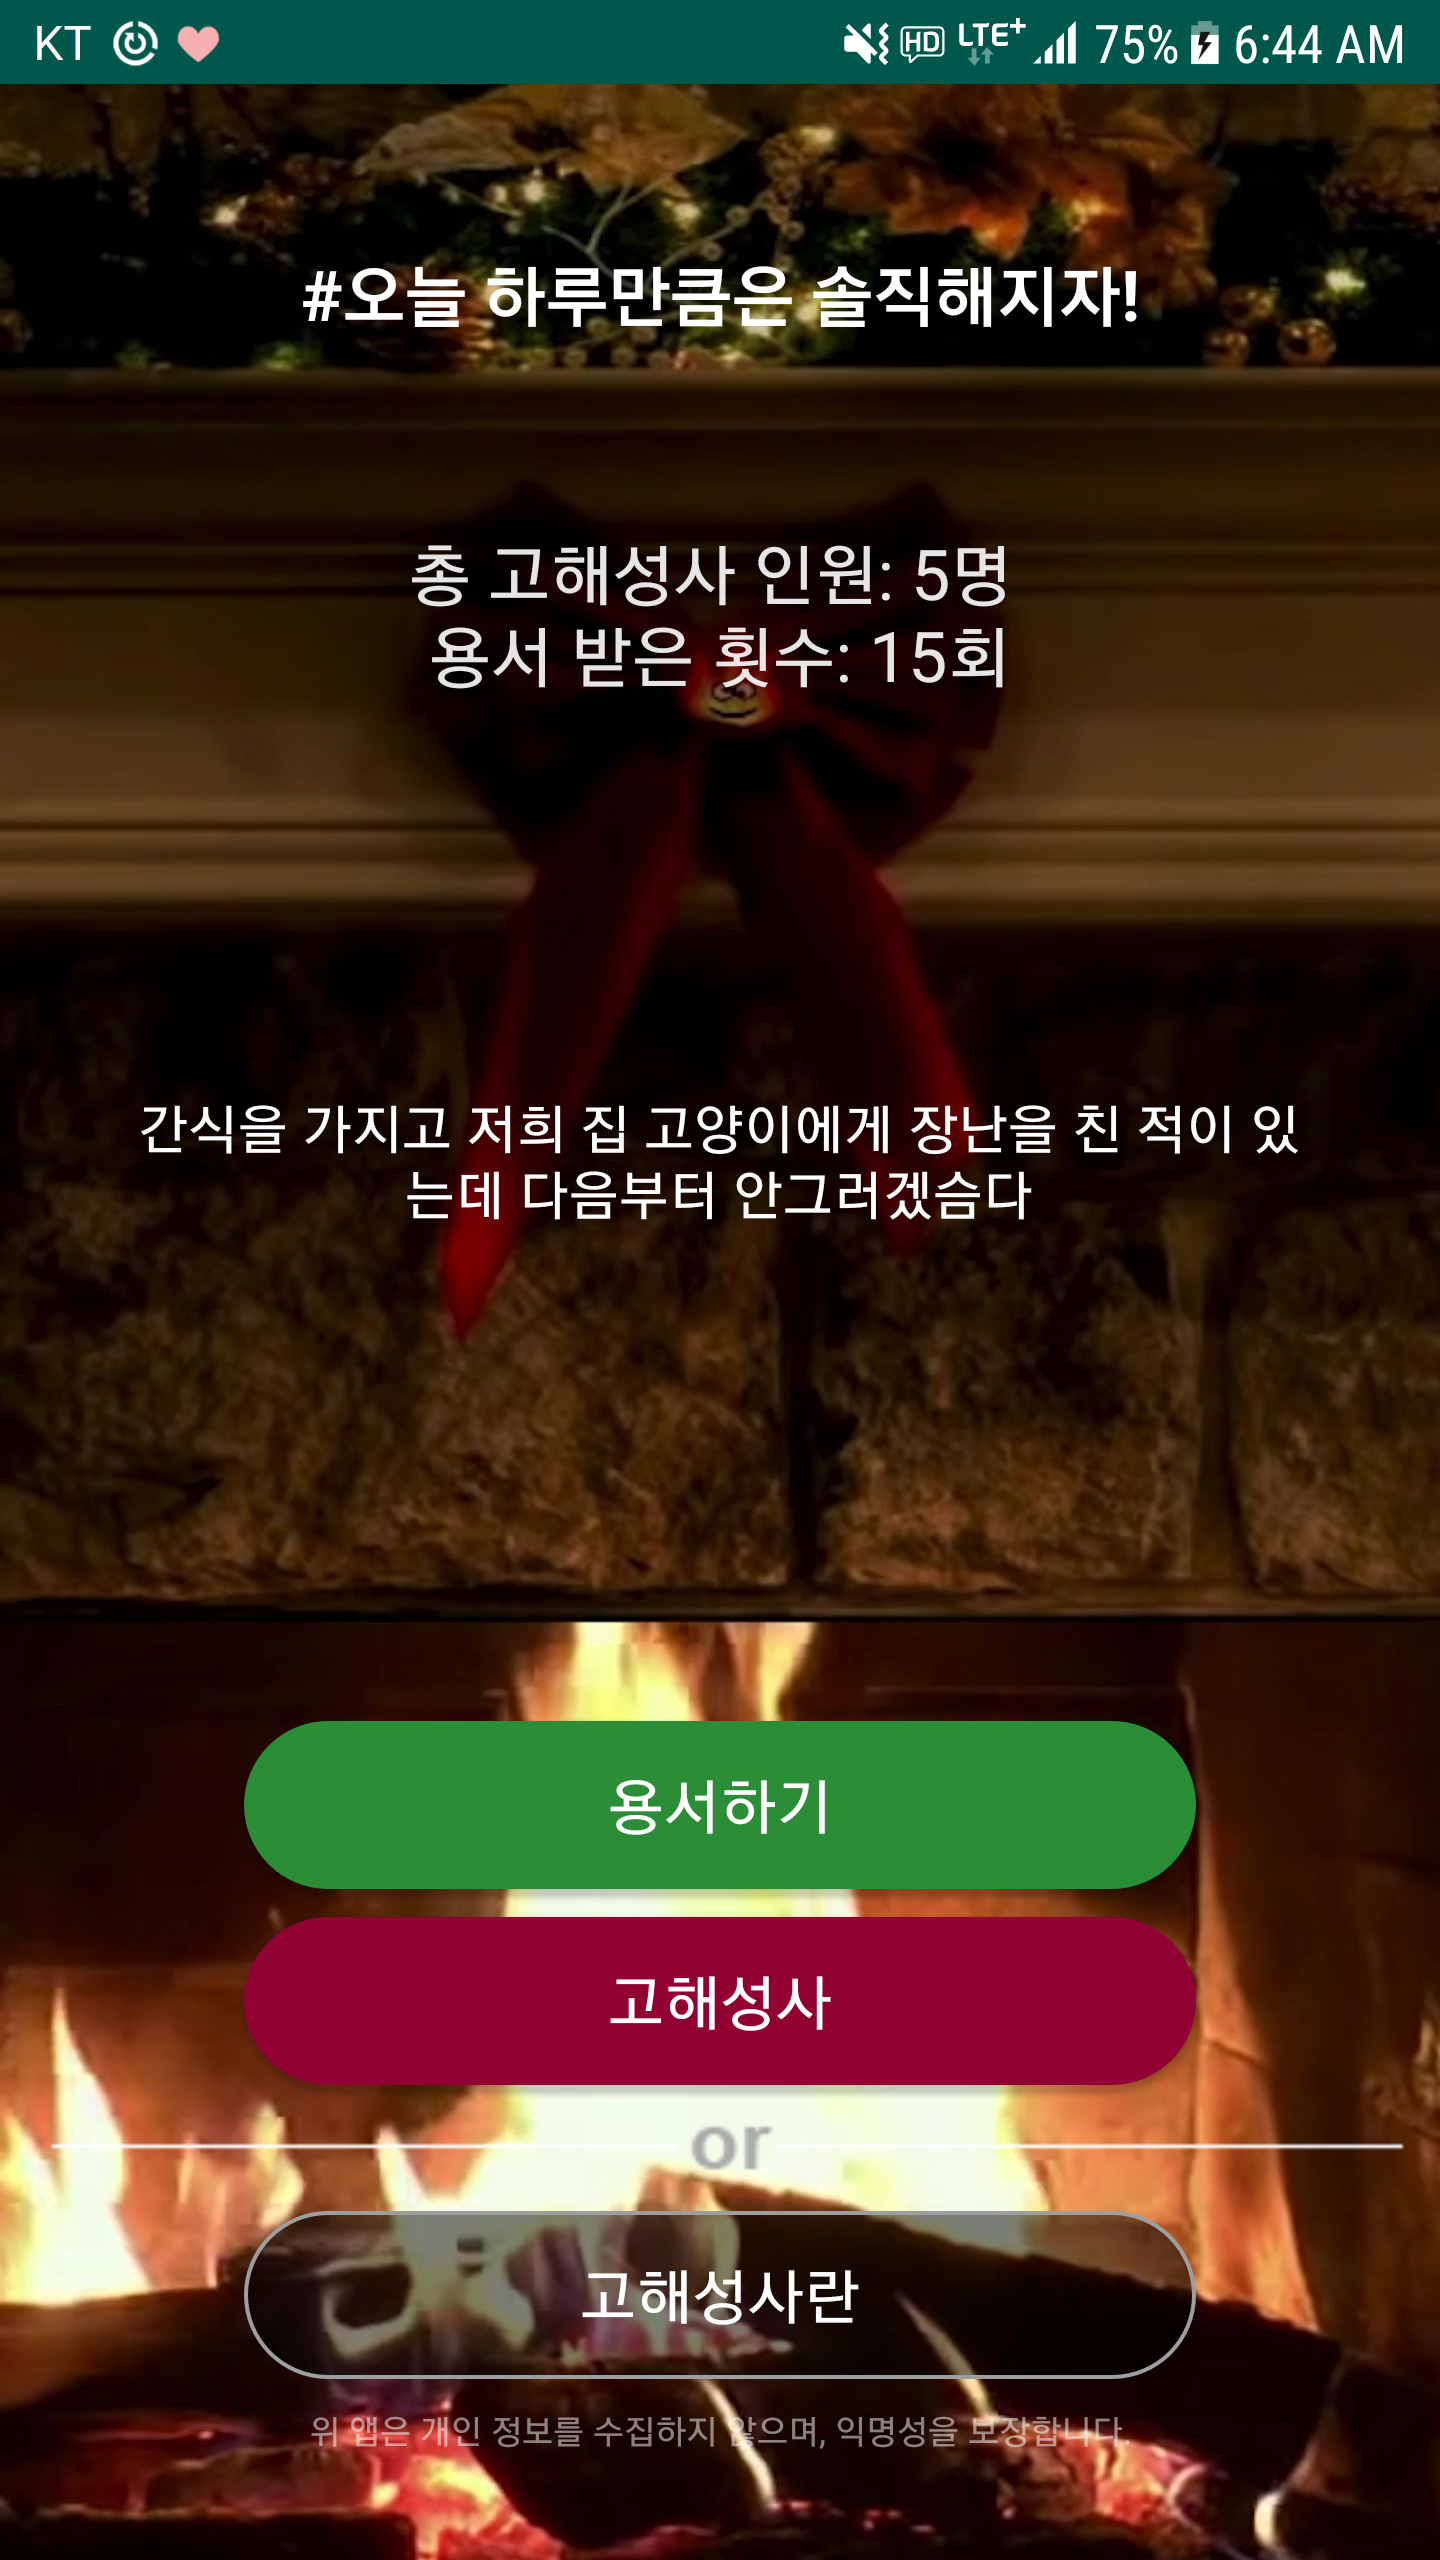 KT HD LTE+ 75% 6:44 AM
#오늘 하루만큼은 솔직해지자!
총 고해성사 인원: 5명
용서 받은 횟수: 15회
간식을 가지고 저희 집 고양이에게 장난을 친 적이 있
는데 다음부터 안그러겠슴다
용서하기
고해성사
or
고해성사란
위 앱은 개인 정보를 수집하지 않으며, 익명성을 보장합니다.